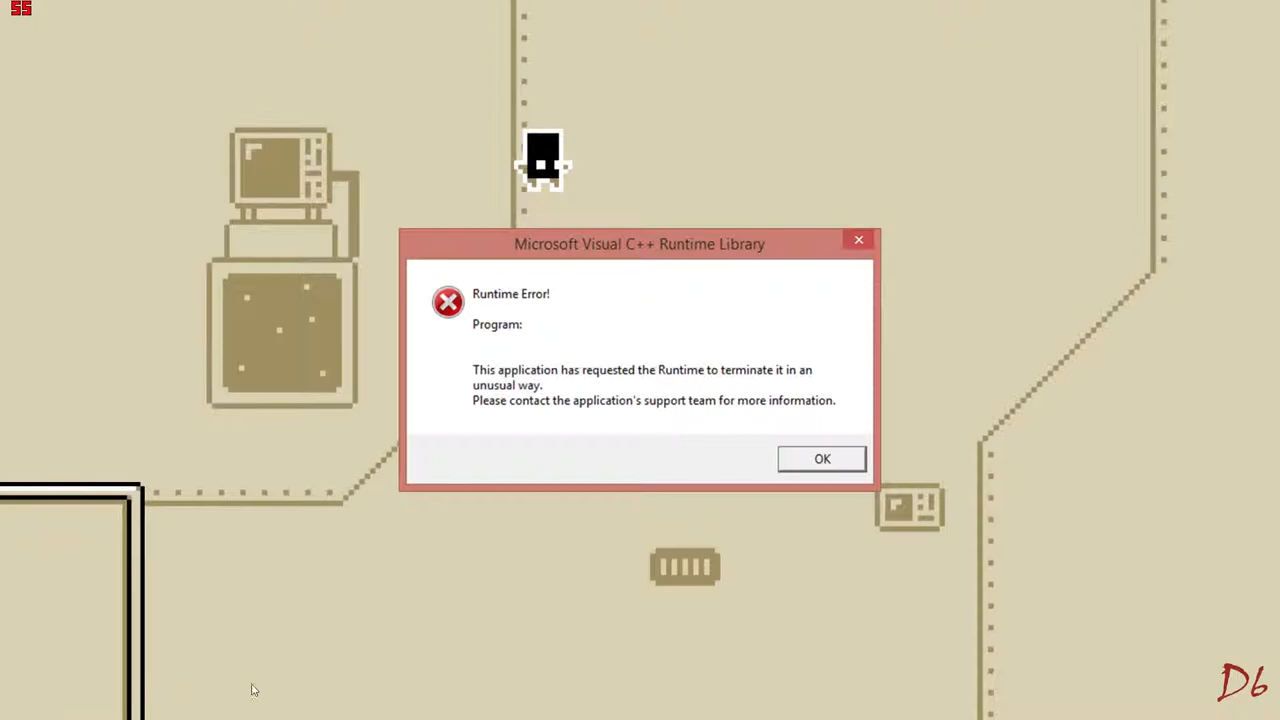 55
Microsoft Visual C++ Runtime Library
Runtime Error!
Program:
This application has requested the Runtime to terminate it in an
unusual way.
Please contact the application's support team for more information.
OK
D6